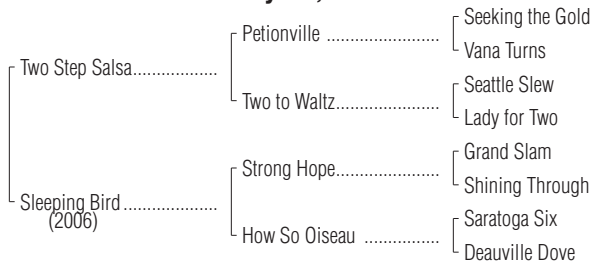 Seeking the Gold
Petionville ....................
Vana Turns
Two Step Salsa.................
Seattle Slew
Two to Waltz..................
Lady for Two
Grand Slam
Strong Hope..................
Shining Through
Sleeping Bird ..................
(2006)
Saratoga Six
How So Oiseau .............
Deauville Dove